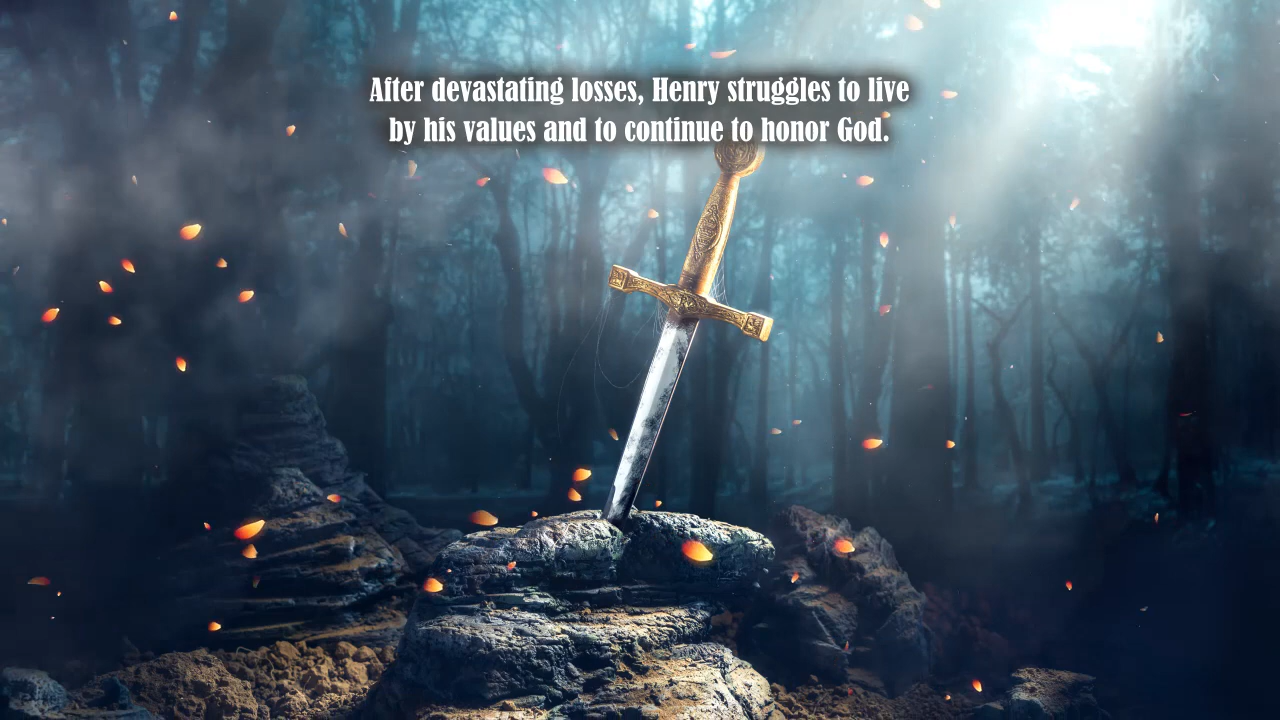 After devastating losses, Henry struggles to live
by his values and to continue to honor God.